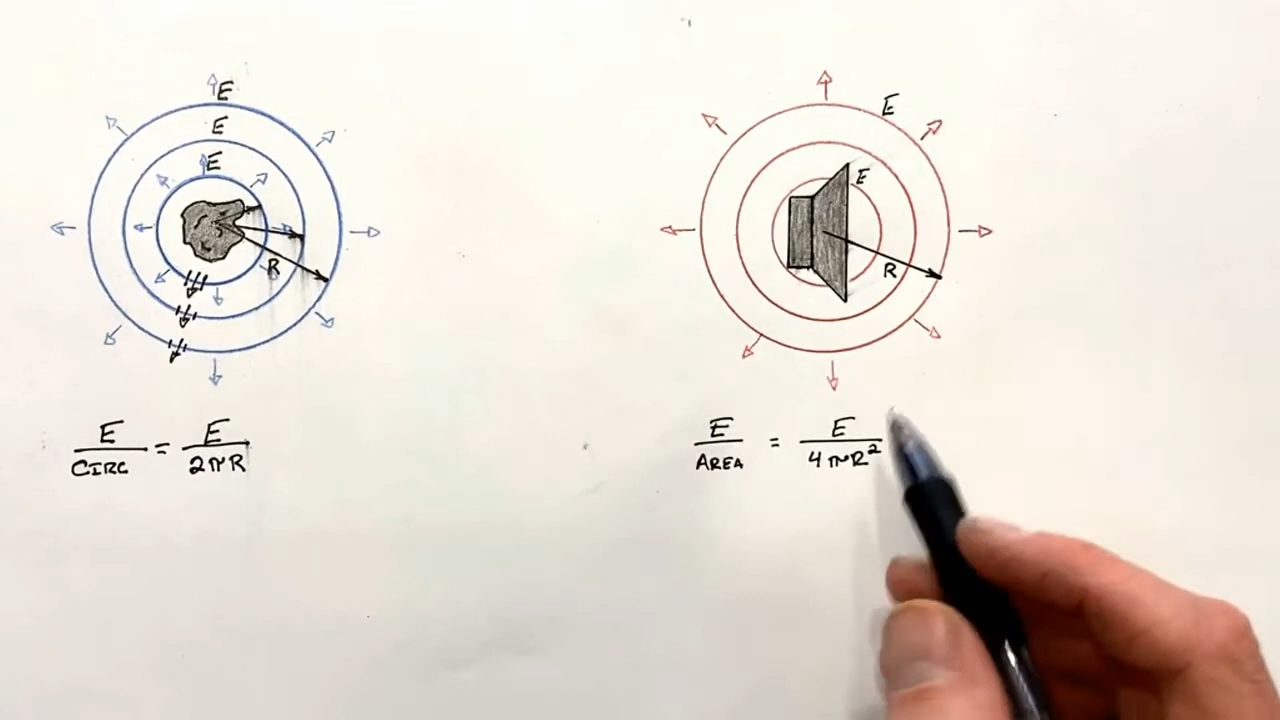 E
E
E
R
E
E
R
E/CIRC = E/2πR
E/AREA = E/4πR²